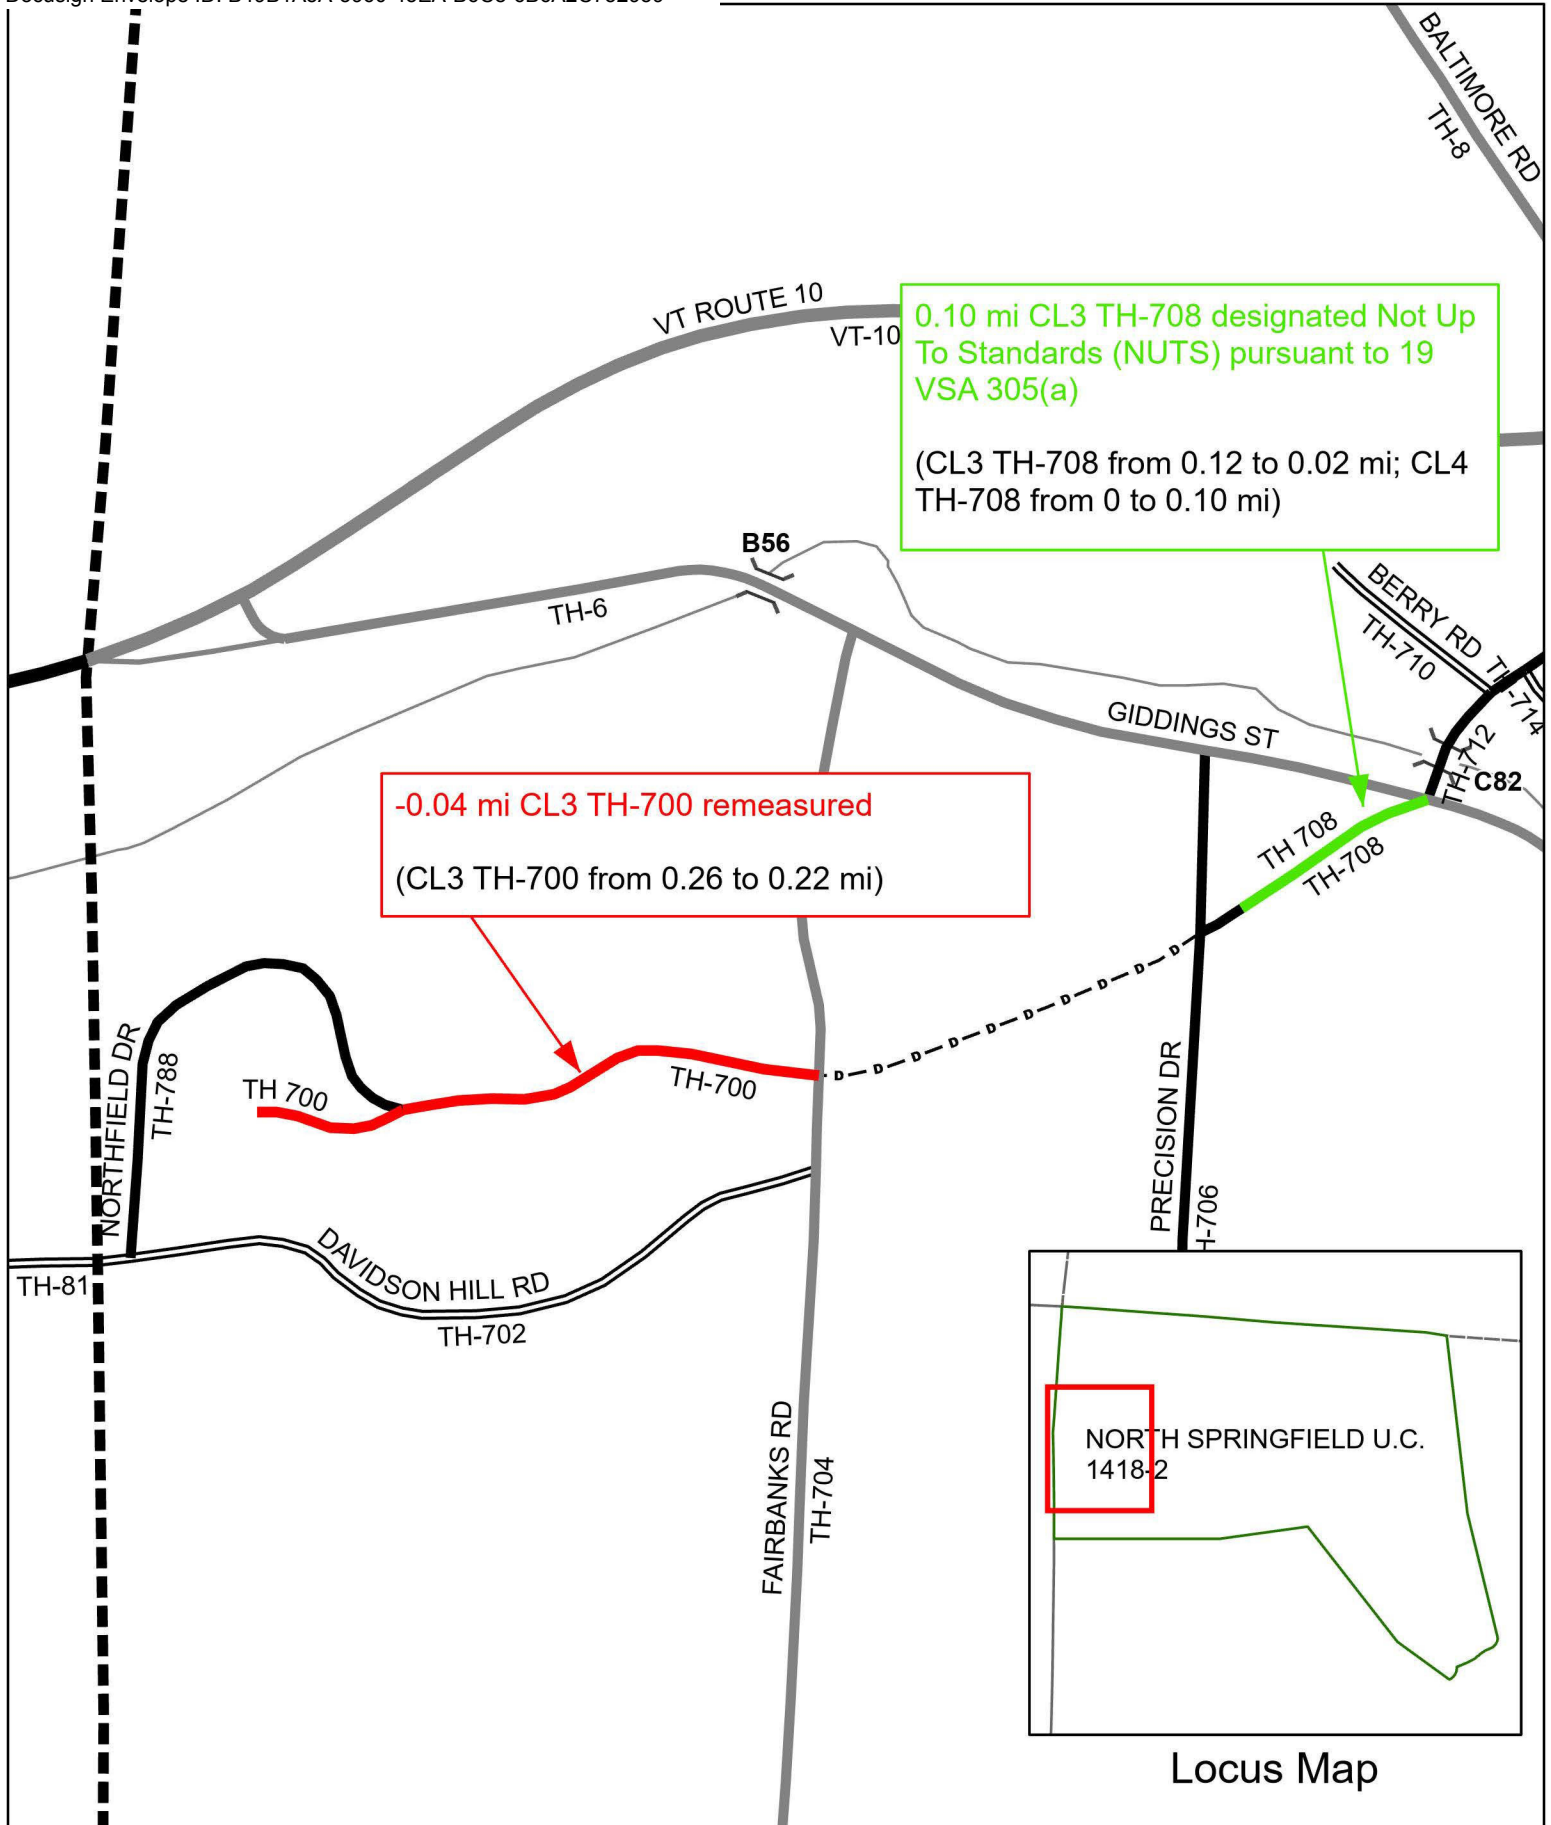 BALTIMORE RD
TH-8
VT ROUTE 10
VT-10
0.10 mi CL3 TH-708 designated Not Up
To Standards (NUTS) pursuant to 19
VSA 305(a)
(CL3 TH-708 from 0.12 to 0.02 mi; CL4
TH-708 from 0 to 0.10 mi)
B56
TH-6
BERRY RD
TH-710
TH-714
GIDDINGS ST
TH-712
C82
-0.04 mi CL3 TH-700 remeasured
(CL3 TH-700 from 0.26 to 0.22 mi)
TH 708
TH-708
D D D D D D D D D D
NORTHFIELD DR
TH-788
TH 700
TH-700
PRECISION DR
H-706
DAVIDSON HILL RD
TH-81
TH-702
FAIRBANKS RD
TH-704
NORTH SPRINGFIELD U.C.
1418-2
Locus Map